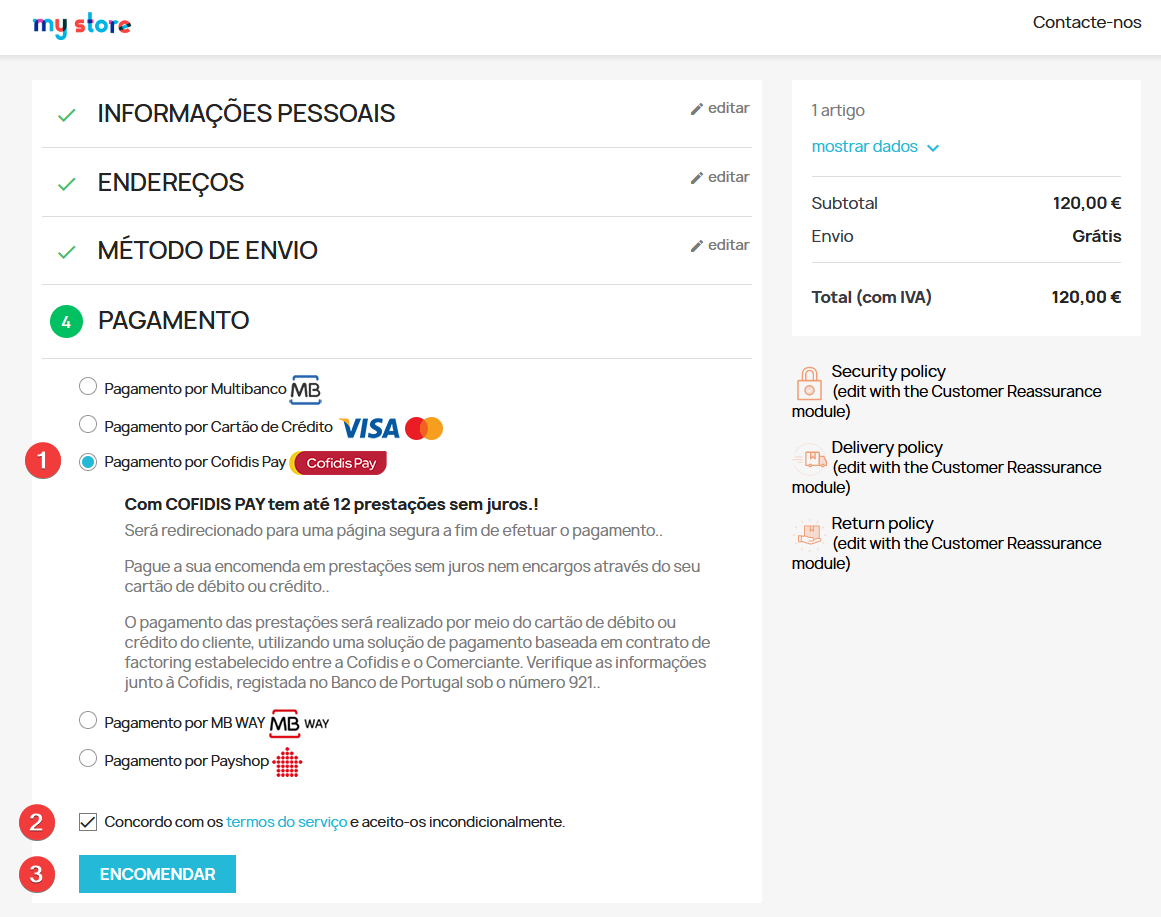 my store
Contacte-nos
INFORMAÇÕES PESSOAIS
editar
ENDEREÇOS
editar
MÉTODO DE ENVIO
editar
4 PAGAMENTO
Pagamento por Multibanco MB
Pagamento por Cartão de Crédito VISA
1 Pagamento por Cofidis Pay Cofidis Pay
Com COFIDIS PAY tem até 12 prestações sem juros.!
Será redirecionado para uma página segura a fim de efetuar o pagamento..
Pague a sua encomenda em prestações sem juros nem encargos através do seu
cartão de débito ou crédito..
O pagamento das prestações será realizado por meio do cartão de débito ou
crédito do cliente, utilizando uma solução de pagamento baseada em contrato de
factoring estabelecido entre a Cofidis e o Comerciante. Verifique as informações
junto à Cofidis, registada no Banco de Portugal sob o número 921..
Pagamento por MB WAY MB WAY
Pagamento por Payshop
2 Concordo com os termos do serviço e aceito-os incondicionalmente.
3 ENCOMENDAR
1 artigo
mostrar dados
Subtotal 120,00 €
Envio Grátis
Total (com IVA) 120,00 €
Security policy
(edit with the Customer Reassurance
module)
Delivery policy
(edit with the Customer Reassurance
module)
Return policy
(edit with the Customer Reassurance
module)